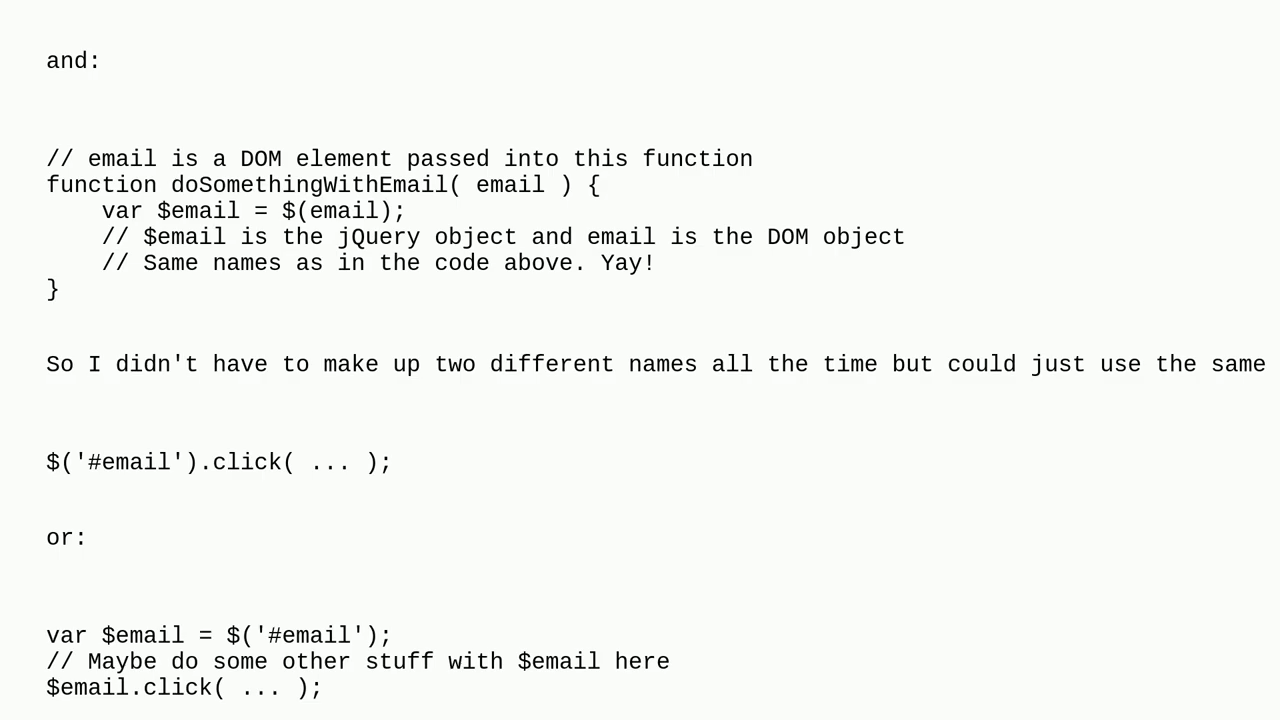 and:
// email is a DOM element passed into this function
function doSomethingWithEmail( email ) {
    var $email = $(email);
    // $email is the jQuery object and email is the DOM object
    // Same names as in the code above. Yay!
}
So I didn't have to make up two different names all the time but could just use the same
$('#email').click( ... );
or:
var $email = $('#email');
// Maybe do some other stuff with $email here
$email.click( ... );